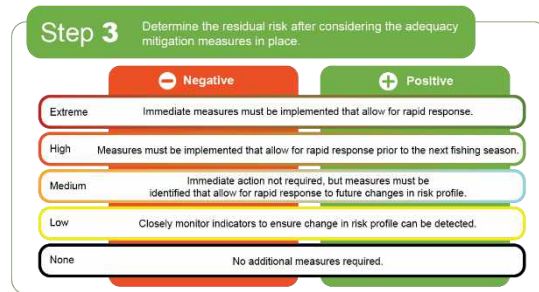 Step 3
Determine the residual risk after considering the adequacy
mitigation measures in place.
Negative
Positive
Extreme
Immediate measures must be implemented that allow for rapid response.
High
Measures must be implemented that allow for rapid response prior to the next fishing season.
Medium
Immediate action not required, but measures must be
identified that allow for rapid response to future changes in risk profile.
Low
Closely monitor indicators to ensure change in risk profile can be detected.
None
No additional measures required.